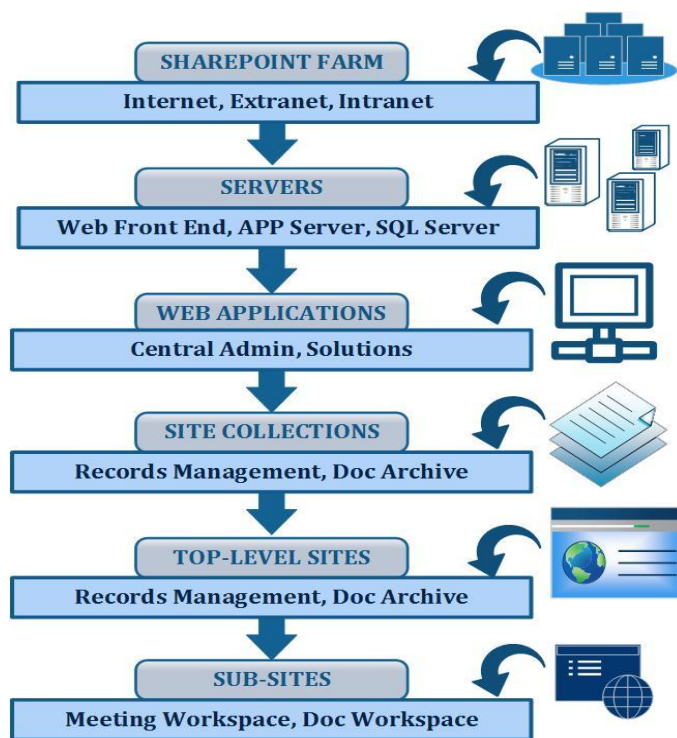 SHAREPOINT FARM
Internet, Extranet, Intranet
SERVERS
Web Front End, APP Server, SQL Server
WEB APPLICATIONS
Central Admin, Solutions
SITE COLLECTIONS
Records Management, Doc Archive
TOP-LEVEL SITES
Records Management, Doc Archive
SUB-SITES
Meeting Workspace, Doc Workspace